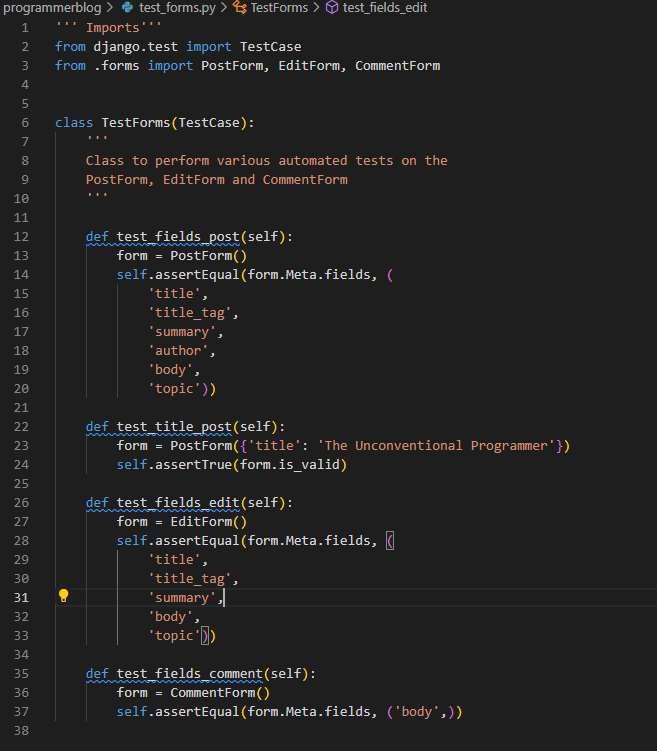 programmerblog > test_forms.py > TestForms > test_fields_edit
1 ''' Imports'''
2 from django.test import TestCase
3 from .forms import PostForm, EditForm, CommentForm
4
5
6 class TestForms(TestCase):
7     '''
8     Class to perform various automated tests on the
9     PostForm, EditForm and CommentForm
10     '''
11
12     def test_fields_post(self):
13         form = PostForm()
14         self.assertEqual(form.Meta.fields, (
15             'title',
16             'title_tag',
17             'summary',
18             'author',
19             'body',
20             'topic'))
21
22     def test_title_post(self):
23         form = PostForm({'title': 'The Unconventional Programmer'})
24         self.assertTrue(form.is_valid)
25
26     def test_fields_edit(self):
27         form = EditForm()
28         self.assertEqual(form.Meta.fields, (
29             'title',
30             'title_tag',
31             'summary',
32             'body',
33             'topic'))
34
35     def test_fields_comment(self):
36         form = CommentForm()
37         self.assertEqual(form.Meta.fields, ('body',))
38